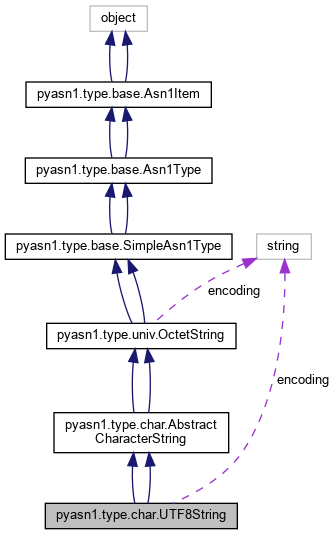 object
pyasn1.type.base.Asn1Item
pyasn1.type.base.Asn1Type
pyasn1.type.base.SimpleAsn1Type
string
encoding
pyasn1.type.univ.OctetString
encoding
pyasn1.type.char.Abstract
CharacterString
pyasn1.type.char.UTF8String